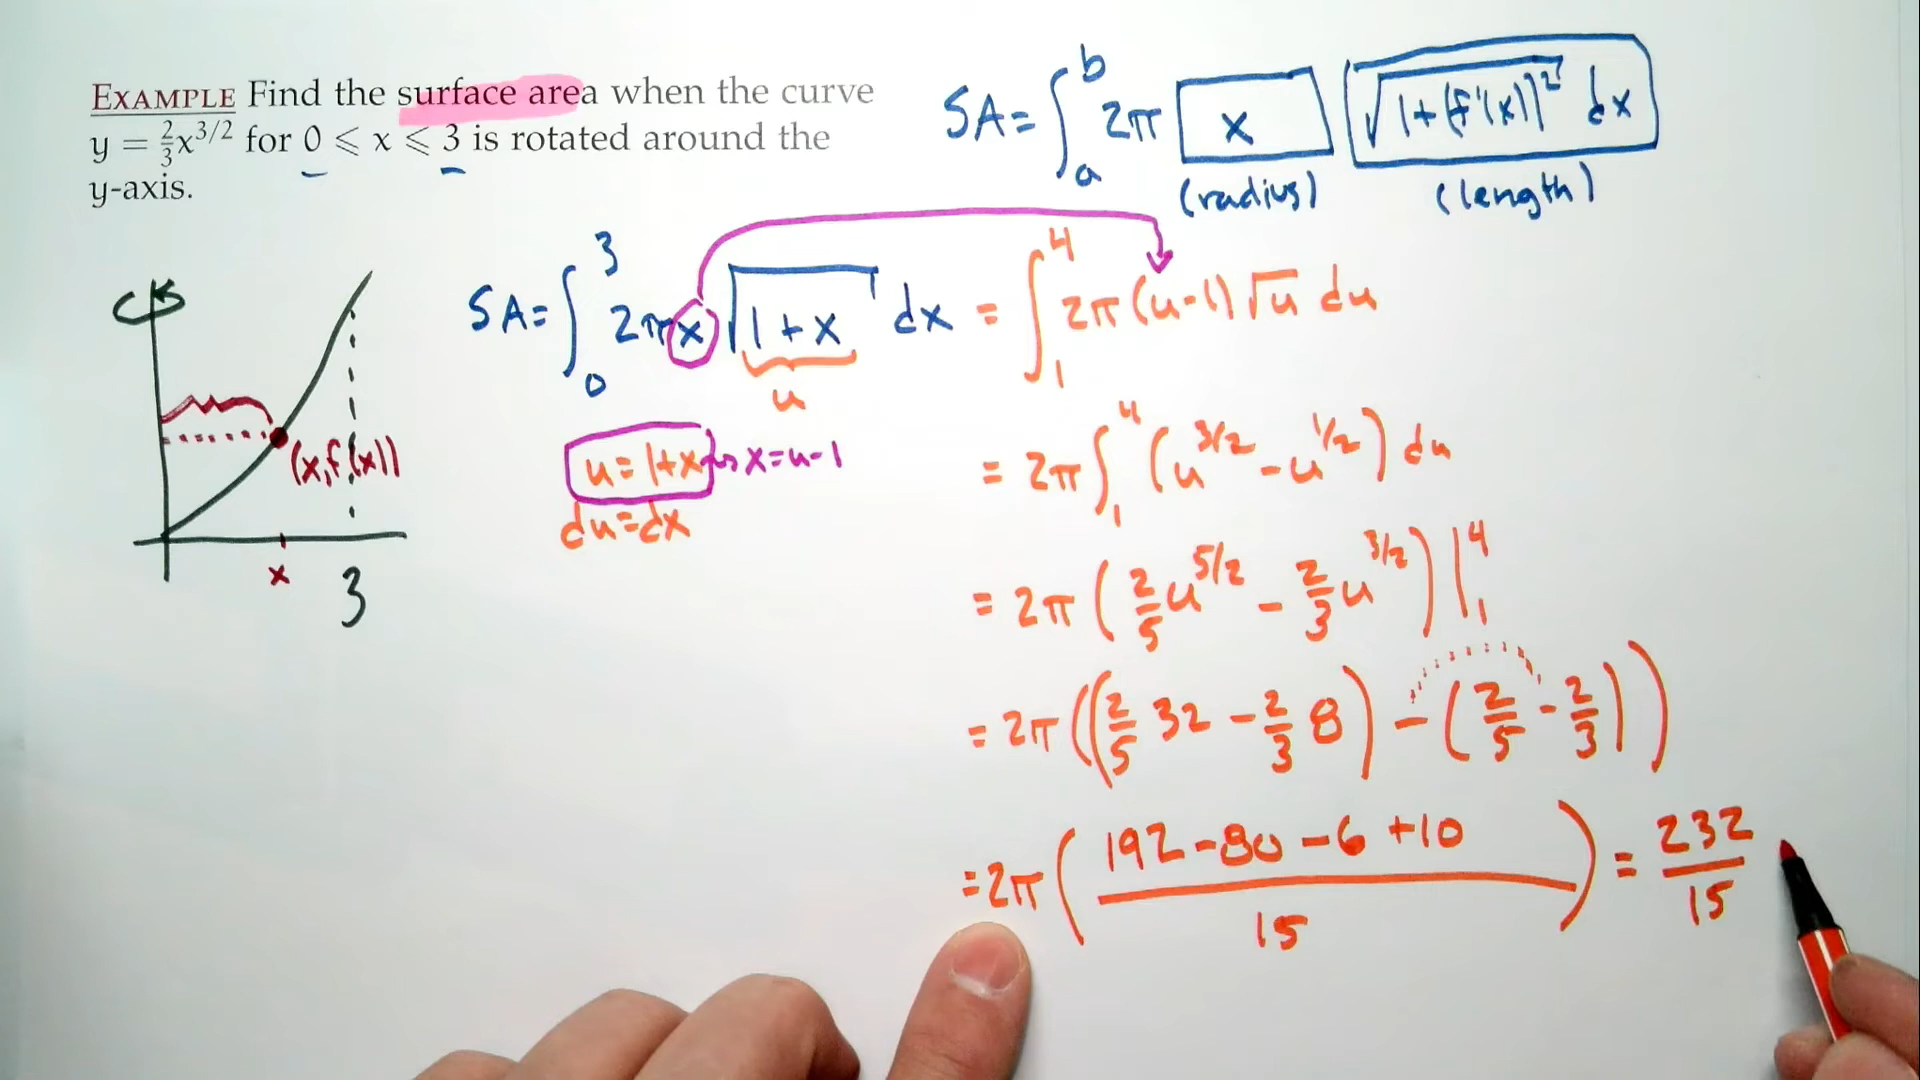 EXAMPLE Find the surface area when the curve
y = 2/3 x^{3/2} for 0 ⩽ x ⩽ 3 is rotated around the
y-axis.
SA = ∫_a^b 2π x √(1+(f'(x))^2) dx
(radius) (length)
SA = ∫_0^3 2πx √(1+x) dx = ∫_1^4 2π(u-1)√u du
u
u=1+x x=u-1
du=dx
(x,f(x))
x
3
= 2π ∫_1^4 (u^{3/2} - u^{1/2}) du
= 2π (2/5 u^{5/2} - 2/3 u^{3/2}) |_1^4
= 2π ((2/5 32 - 2/3 8) - (2/5 - 2/3))
= 2π ((192-80-6+10)/15) = 232/15